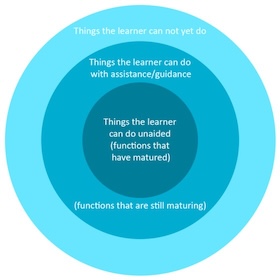 Things the learner can not yet do
Things the learner can do
with assistance/guidance
Things the learner
can do unaided
(functions that
have matured)
(functions that are still maturing)